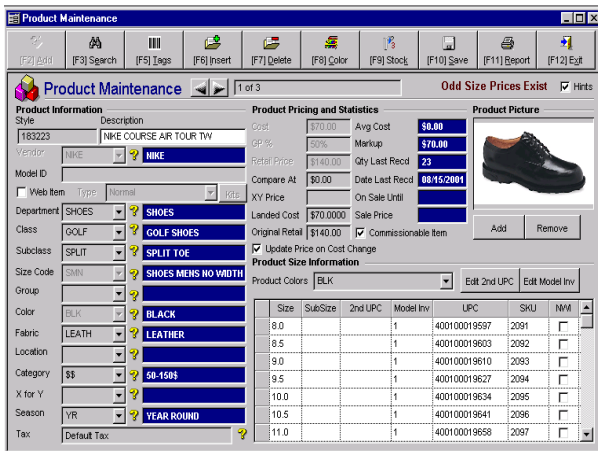 Product Maintenance
[F2] Add [F3] Search [F5] Tags [F6] Insert [F7] Delete [F8] Color [F9] Stock [F10] Save [F11] Report [F12] Exit
Product Maintenance 1 of 3 Odd Size Prices Exist Hints
Product Information
Style Description
183223 NIKE COURSE AIR TOUR TW
Vendor NIKE ? NIKE
Model ID
Web Item Type Normal Kits
Department SHOES ? SHOES
Class GOLF ? GOLF SHOES
Subclass SPLIT ? SPLIT TOE
Size Code SMN ? SHOES MENS NO WIDTH
Group ?
Color BLK ? BLACK
Fabric LEATH ? LEATHER
Location ?
Category $$ ? 50-150$
X for Y ?
Season YR ? YEAR ROUND
Tax Default Tax ?
Product Pricing and Statistics
Cost $70.00 Avg Cost $0.00
GP % 50% Markup $70.00
Retail Price $140.00 Qty Last Recd 23
Compare At $0.00 Date Last Recd 08/15/2001
XY Price On Sale Until
Landed Cost $70.0000 Sale Price
Original Retail $140.00 Commissionable Item
Update Price on Cost Change
Product Picture
Add Remove
Product Size Information
Product Colors BLK Edit 2nd UPC Edit Model Inv
Size SubSize 2nd UPC Model Inv UPC SKU NWI
8.0 1 400100019597 2091
8.5 1 400100019603 2092
9.0 1 400100019610 2093
9.5 1 400100019627 2094
10.0 1 400100019634 2095
10.5 1 400100019641 2096
11.0 1 400100019658 2097